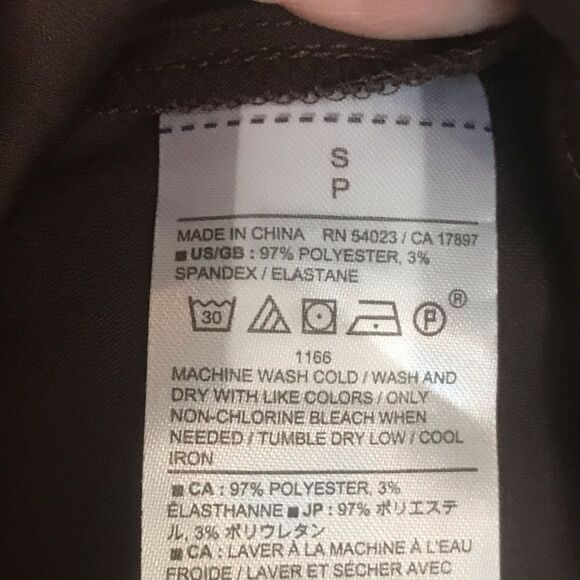 S
P
MADE IN CHINA RN 54023 / CA 17897
■ US/GB : 97% POLYESTER, 3%
SPANDEX / ELASTANE
30 P ®
1166
MACHINE WASH COLD / WASH AND
DRY WITH LIKE COLORS / ONLY
NON-CHLORINE BLEACH WHEN
NEEDED / TUMBLE DRY LOW / COOL
IRON
■ CA : 97% POLYESTER, 3%
ÉLASTHANNE ■ JP : 97% ポリエステ
ル, 3% ポリウレタン
■ CA : LAVER À LA MACHINE À L'EAU
FROIDE / LAVER ET SÉCHER AVEC